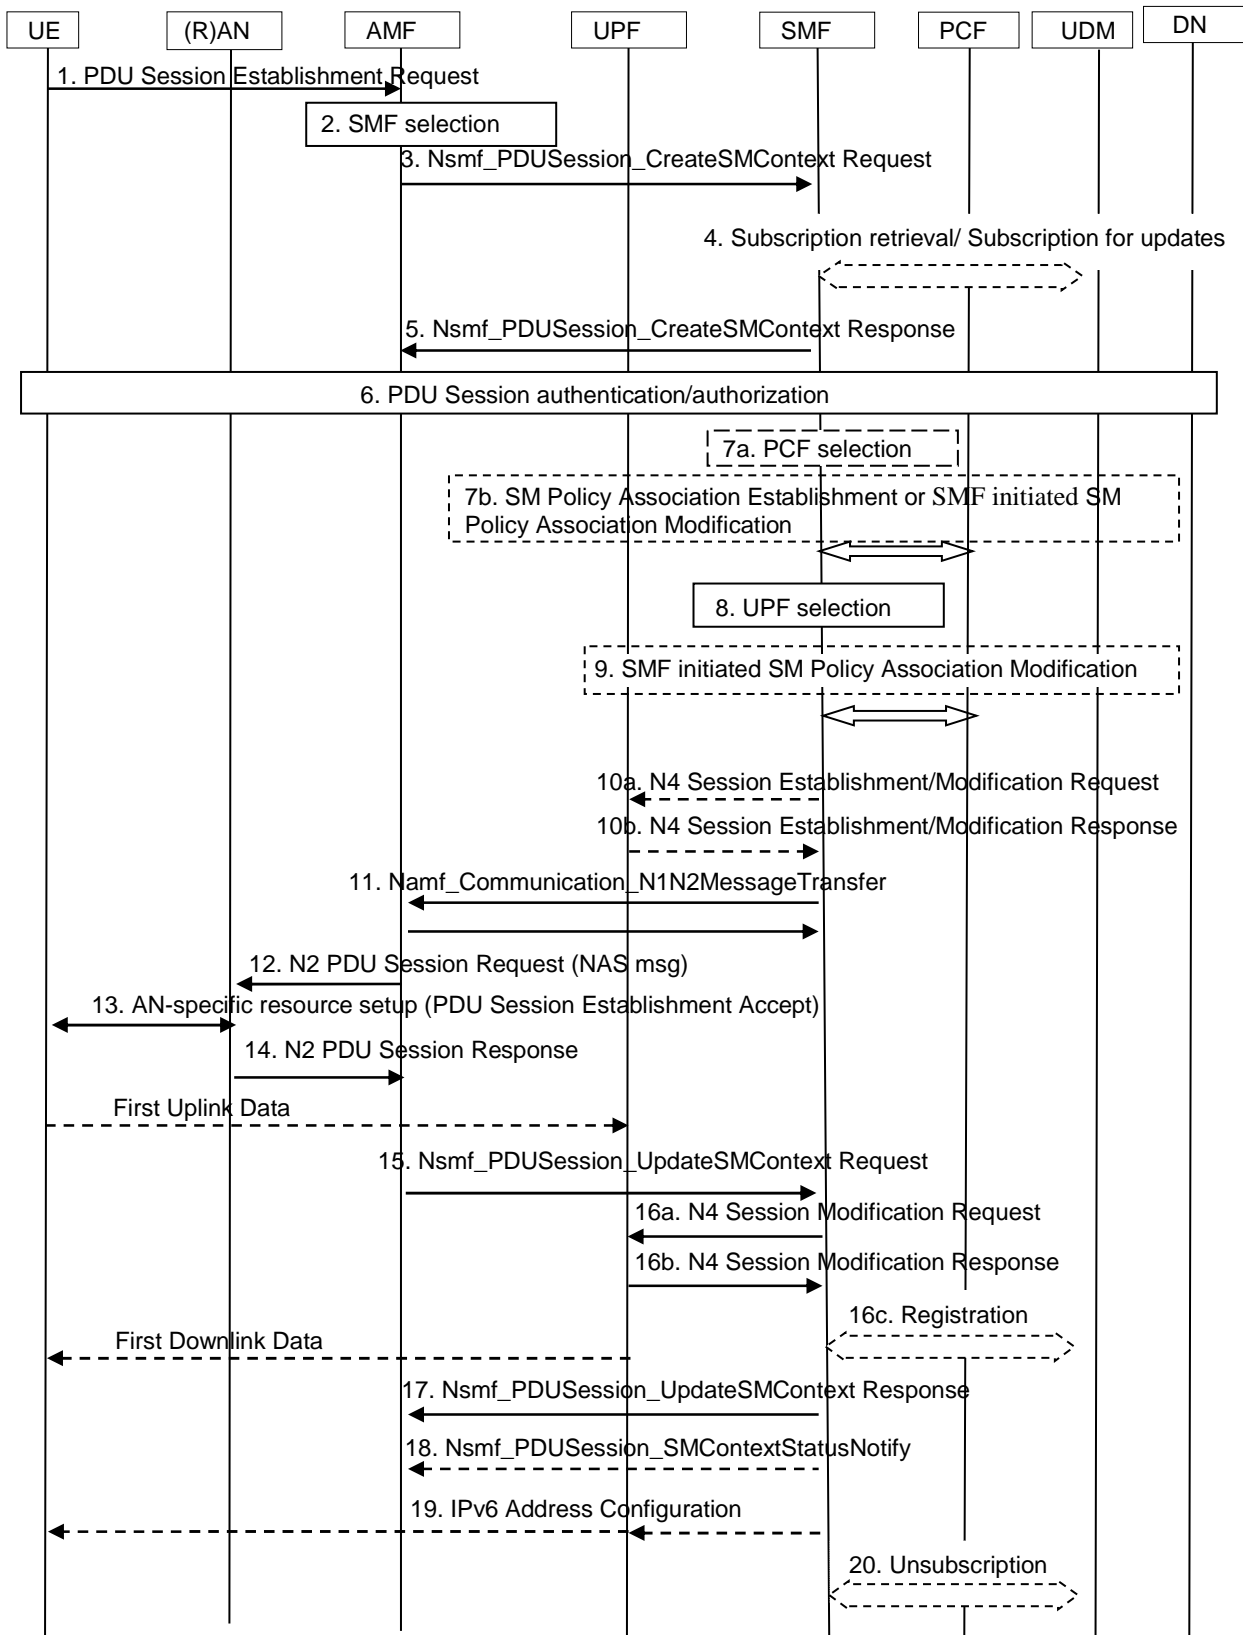 UE
(R)AN
AMF
UPF
SMF
PCF
UDM
DN
1. PDU Session Establishment Request
2. SMF selection
3. Nsmf_PDUSession_CreateSMContext Request
4. Subscription retrieval/ Subscription for updates
5. Nsmf_PDUSession_CreateSMContext Response
6. PDU Session authentication/authorization
7a. PCF selection
7b. SM Policy Association Establishment or SMF initiated SM
Policy Association Modification
8. UPF selection
9. SMF initiated SM Policy Association Modification
10a. N4 Session Establishment/Modification Request
10b. N4 Session Establishment/Modification Response
11. Namf_Communication_N1N2MessageTransfer
12. N2 PDU Session Request (NAS msg)
13. AN-specific resource setup (PDU Session Establishment Accept)
14. N2 PDU Session Response
First Uplink Data
15. Nsmf_PDUSession_UpdateSMContext Request
16a. N4 Session Modification Request
16b. N4 Session Modification Response
16c. Registration
First Downlink Data
17. Nsmf_PDUSession_UpdateSMContext Response
18. Nsmf_PDUSession_SMContextStatusNotify
19. IPv6 Address Configuration
20. Unsubscription